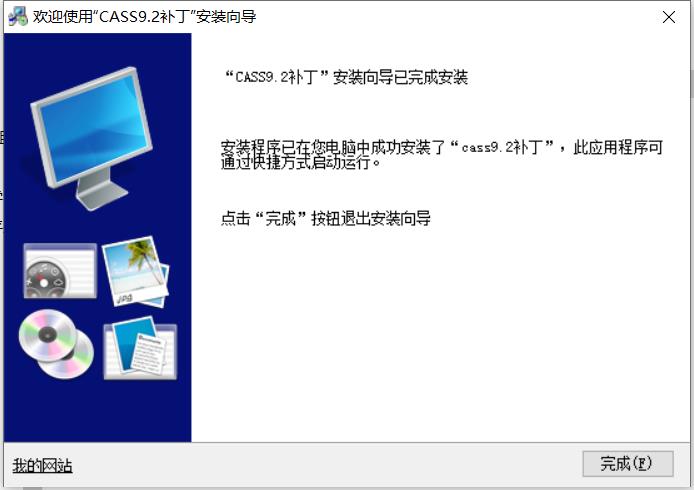 欢迎使用“CASS9.2补丁”安装向导
“CASS9.2补丁”安装向导已完成安装
安装程序已在您电脑中成功安装了“cass9.2补丁”，此应用程序可
通过快捷方式启动运行。
点击“完成”按钮退出安装向导
.jpg
Documents
我的网站
完成(F)